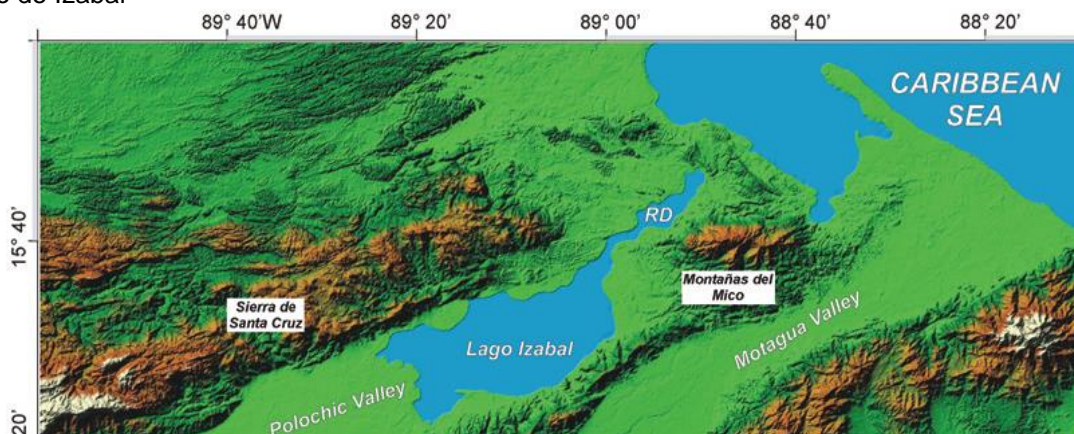 de Izabal
89° 40’W
89° 20’
89° 00’
88° 40’
88° 20’
CARIBBEAN
SEA
15° 40’
RD
Montañas del
Mico
Sierra de
Santa Cruz
Lago Izabal
Motagua Valley
Polochic Valley
20’